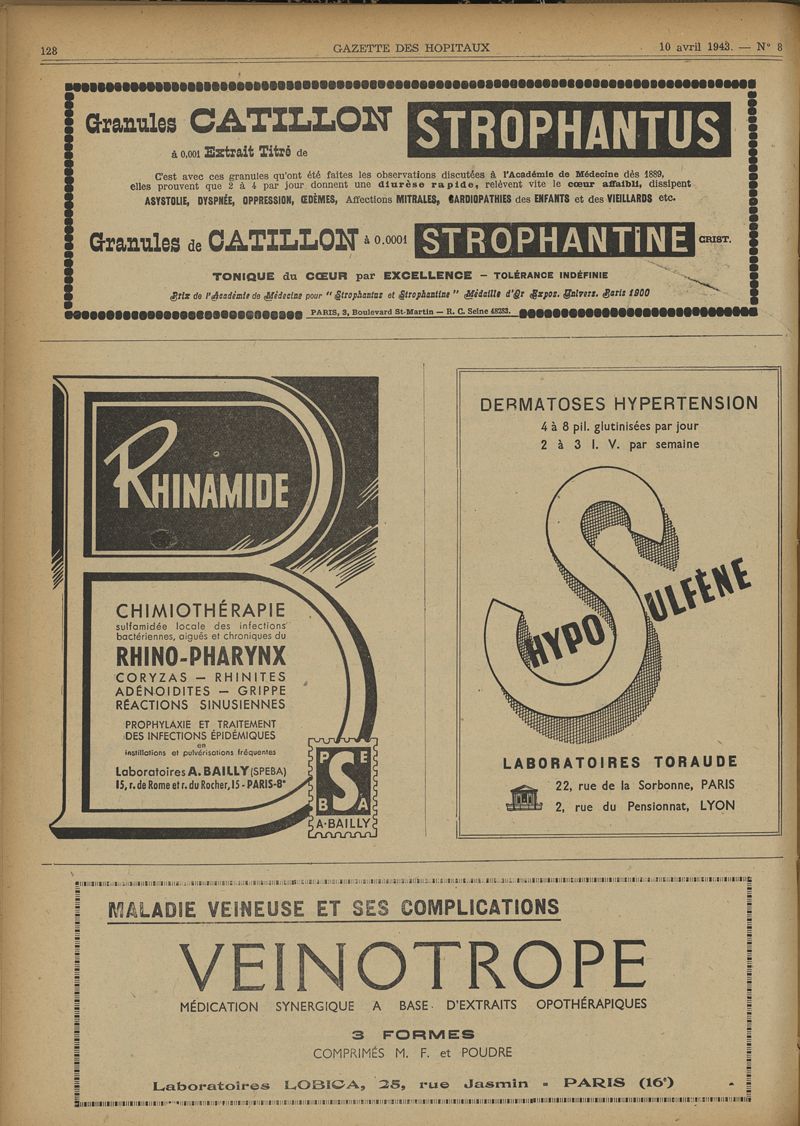 128
GAZETTE DES HOPITAUX
10 avril 1943. — N° 8
Granules CATILLON STROPHANTUS
à 0,001 Extrait Titré de
C'est avec ces granules qu'ont été faites les observations discutées à l'Académie de Médecine dès 1889,
elles prouvent que 2 à 4 par jour donnent une diurèse rapide, relèvent vite le cœur affaibli, dissipent
ASYSTOLIE, DYSPNÉE, OPPRESSION, ŒDÈMES, Affections MITRALES, CARDIOPATHIES des ENFANTS et des VIEILLARDS etc.
Granules de CATILLON à 0.0001 STROPHANTINE CRIST.
TONIQUE du CŒUR par EXCELLENCE – TOLÉRANCE INDÉFINIE
Prix de l'Académie de Médecine pour "Strophantus et Strophantine" Médaille d'Or Expos. Univers. Paris 1900
PARIS, 3, Boulevard St-Martin — R. C. Seine 48283.
RHINAMIDE
CHIMIOTHÉRAPIE
sulfamidée locale des infections
bactériennes, aiguës et chroniques du
RHINO-PHARYNX
CORYZAS — RHINITES
ADÉNOIDITES — GRIPPE
RÉACTIONS SINUSIENNES
PROPHYLAXIE ET TRAITEMENT
DES INFECTIONS ÉPIDÉMIQUES
en
instillations et pulvérisations fréquentes
Laboratoires A. BAILLY (SPEBA)
15, r. de Rome et r. du Rocher, 15 - PARIS-8e
S P E B A
A. BAILLY
DERMATOSES HYPERTENSION
4 à 8 pil. glutinisées par jour
2 à 3 I. V. par semaine
HYPOSULFÈNE
LABORATOIRES TORAUDE
22, rue de la Sorbonne, PARIS
2, rue du Pensionnat, LYON
MALADIE VEINEUSE ET SES COMPLICATIONS
VEINOTROPE
MÉDICATION SYNERGIQUE A BASE D'EXTRAITS OPOTHÉRAPIQUES
3 FORMES
COMPRIMÉS M. F. et POUDRE
Laboratoires LOBICA, 25, rue Jasmin - PARIS (16e)